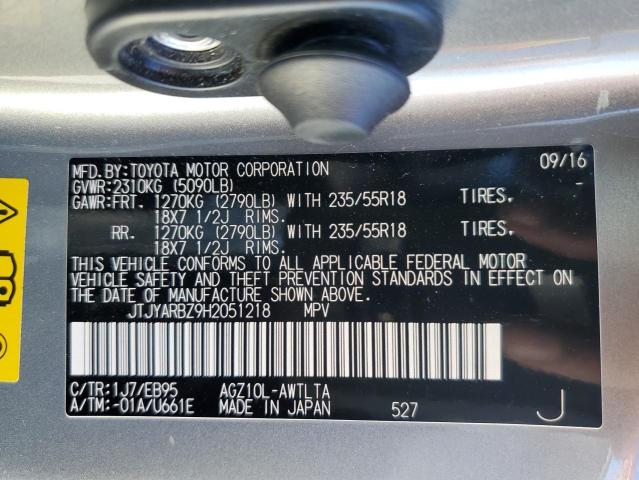 MFD.BY:TOYOTA MOTOR CORPORATION 09/16
GVWR:2310KG (5090LB)
GAWR:FRT. 1270KG (2790LB) WITH 235/55R18 TIRES,
18X7 1/2J RIMS.
RR. 1270KG (2790LB) WITH 235/55R18 TIRES,
18X7 1/2J RIMS.
THIS VEHICLE CONFORMS TO ALL APPLICABLE FEDERAL MOTOR
VEHICLE SAFETY AND THEFT PREVENTION STANDARDS IN EFFECT ON
THE DATE OF MANUFACTURE SHOWN ABOVE.
JTJYARBZ9H2051218 MPV
C/TR:1J7/EB95 AGZ10L-AWTLTA
A/TM:-01A/U661E MADE IN JAPAN 527 J